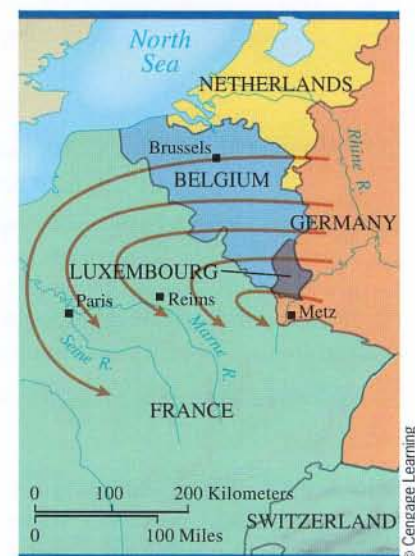 North
Sea
NETHERLANDS
Rhine R.
Brussels
BELGIUM
GERMANY
LUXEMBOURG
Paris
Reims
Metz
Marne R.
Seine R.
FRANCE
0 100 200 Kilometers
0 100 Miles
SWITZERLAND
© Cengage Learning